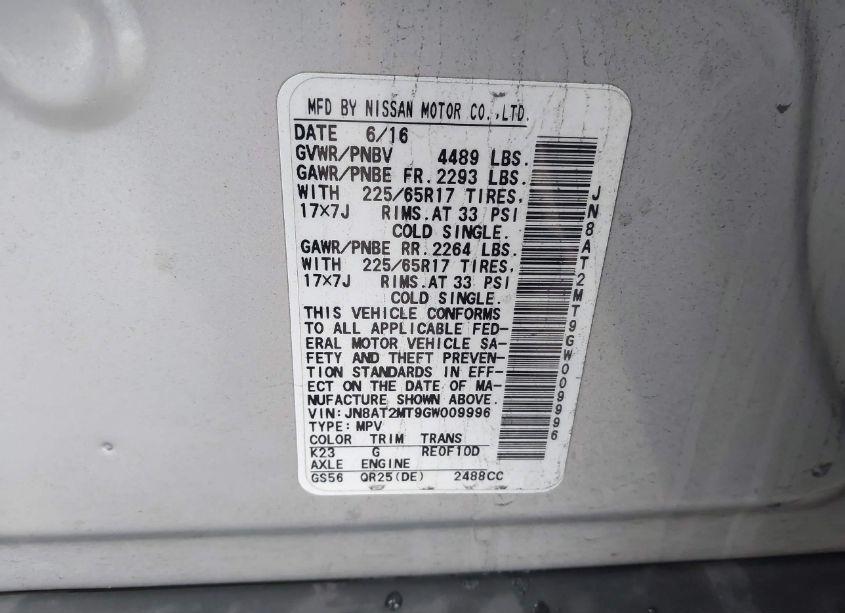 MFD BY NISSAN MOTOR CO.,LTD.
DATE 6/16
GVWR/PNBV 4489 LBS.
GAWR/PNBE FR. 2293 LBS.
WITH 225/65R17 TIRES,
17×7J RIMS.AT 33 PSI
COLD SINGLE.
GAWR/PNBE RR. 2264 LBS.
WITH 225/65R17 TIRES,
17×7J RIMS.AT 33 PSI
COLD SINGLE.
THIS VEHICLE CONFORMS
TO ALL APPLICABLE FED-
ERAL MOTOR VEHICLE SA-
FETY AND THEFT PREVEN-
TION STANDARDS IN EFF-
ECT ON THE DATE OF MA-
NUFACTURE SHOWN ABOVE.
VIN:JN8AT2MT9GW009996
TYPE: MPV
COLOR TRIM TRANS
K23 G RE0F10D
AXLE ENGINE
GS56 QR25(DE) 2488CC
JN8AT2MT9GW009996